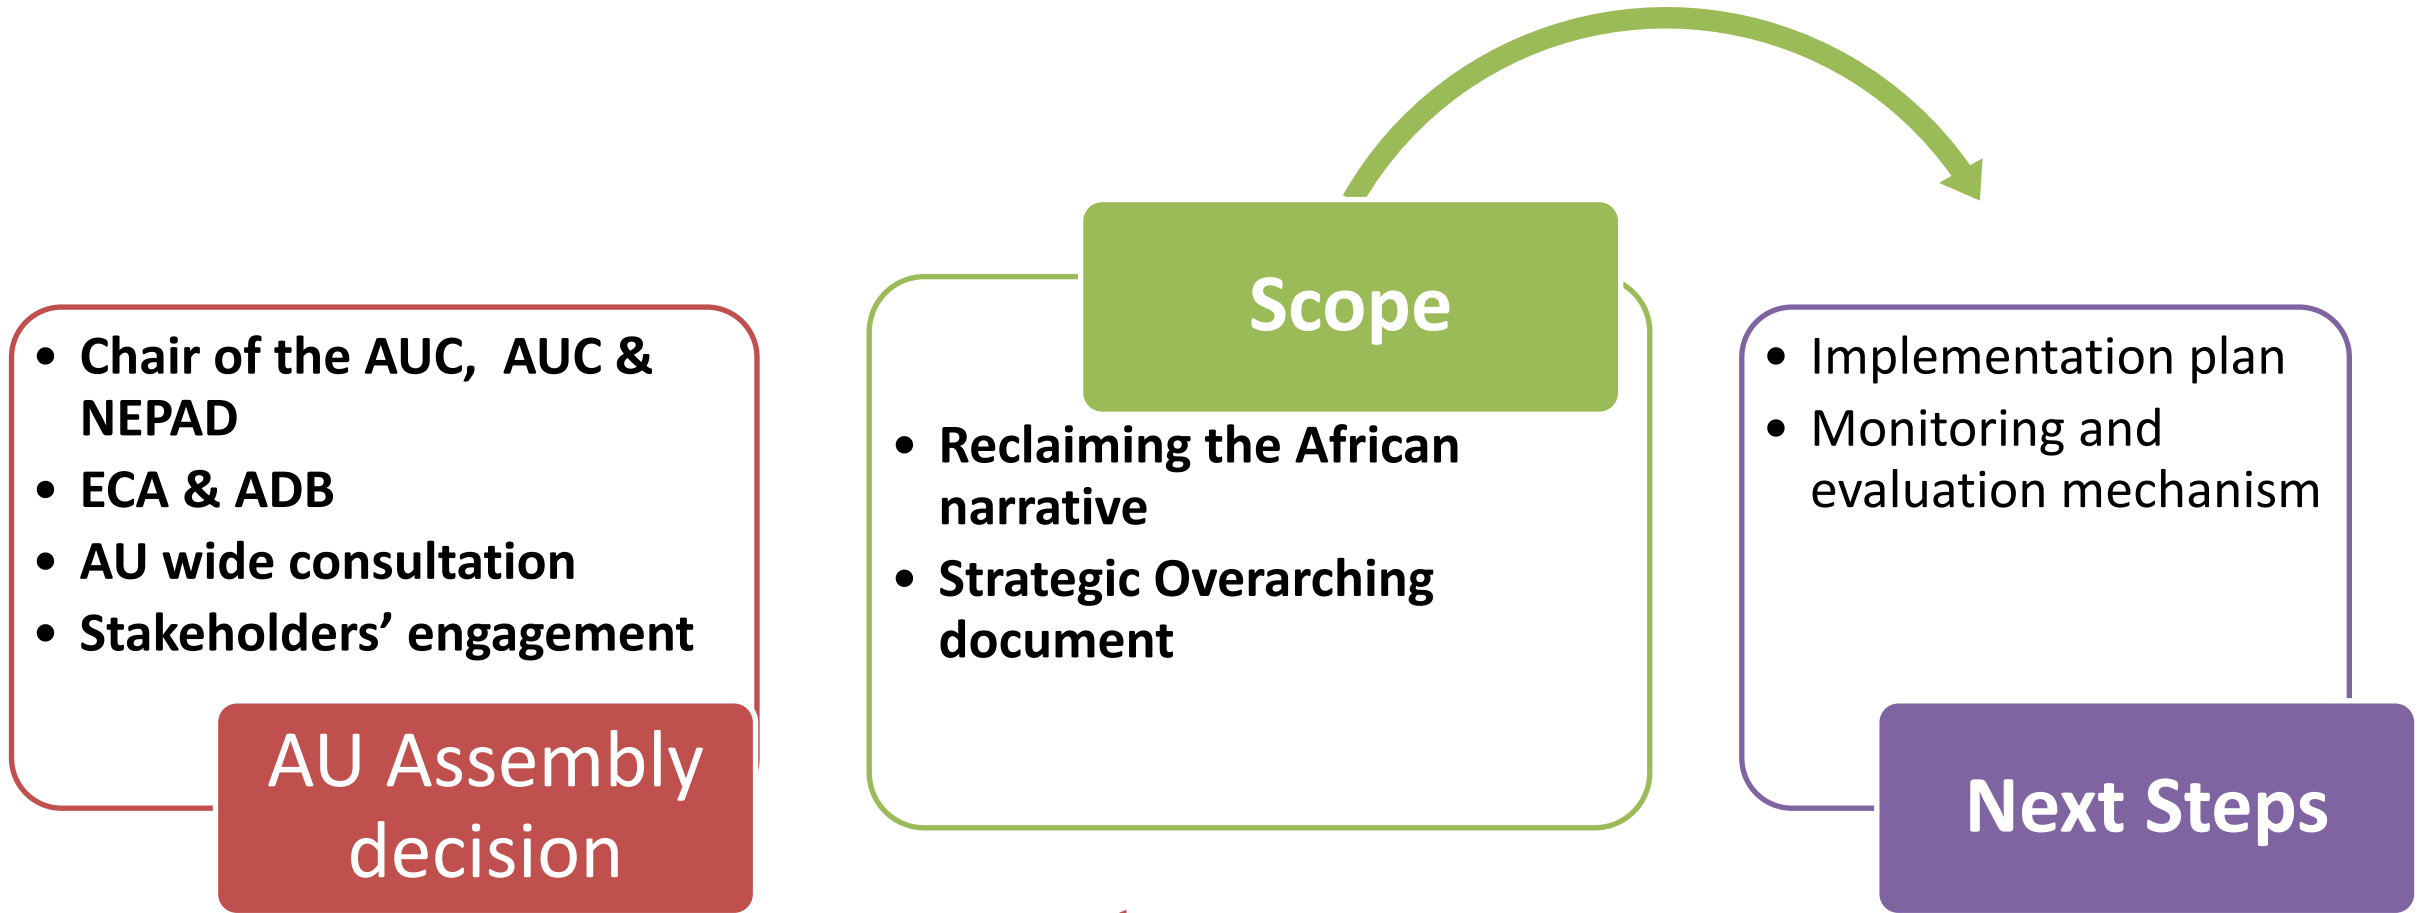 • Chair of the AUC,  AUC &
NEPAD
• ECA & ADB
• AU wide consultation
• Stakeholders’ engagement
AU Assembly
decision
Scope
• Reclaiming the African
narrative
• Strategic Overarching
document
• Implementation plan
• Monitoring and
evaluation mechanism
Next Steps